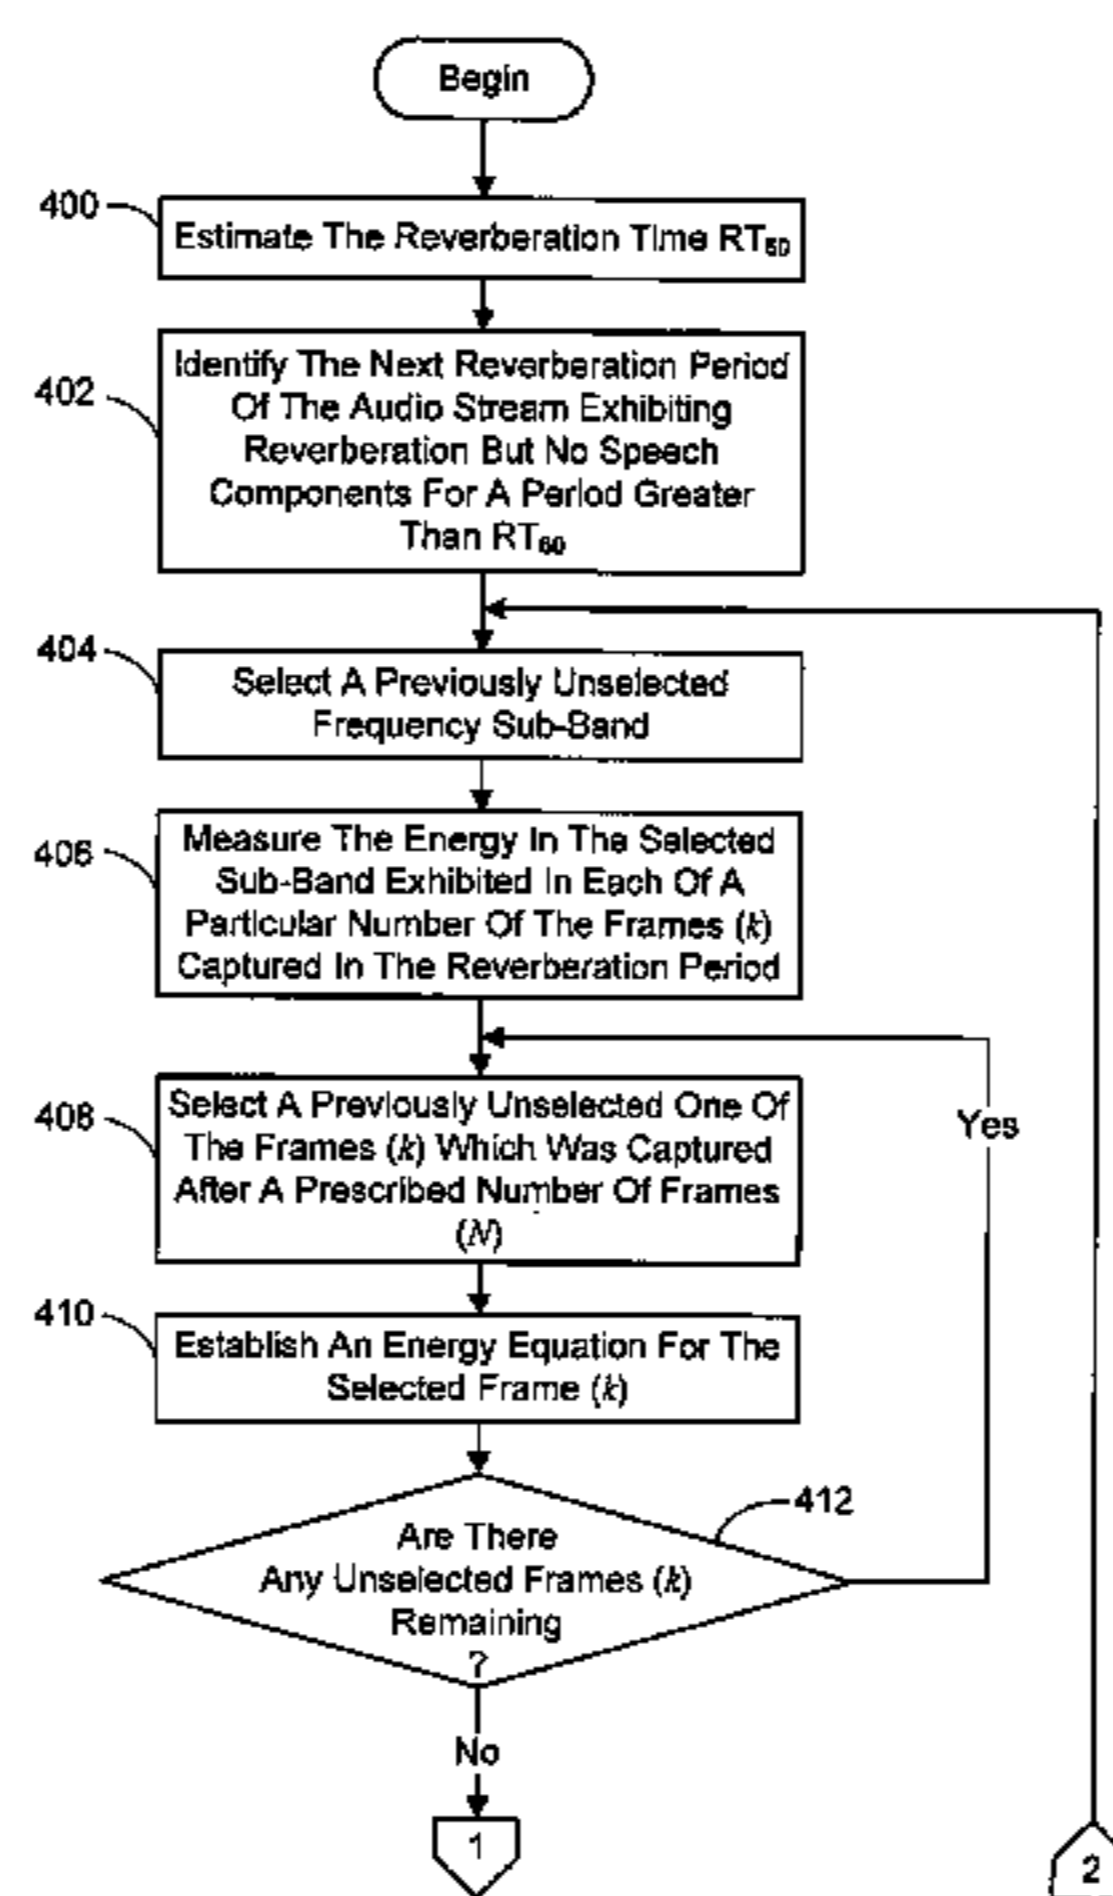 Begin
400
Estimate The Reverberation Time RT60
402
Identify The Next Reverberation Period
Of The Audio Stream Exhibiting
Reverberation But No Speech
Components For A Period Greater
Than RT60
404
Select A Previously Unselected
Frequency Sub-Band
406
Measure The Energy In The Selected
Sub-Band Exhibited In Each Of A
Particular Number Of The Frames (k)
Captured In The Reverberation Period
408
Select A Previously Unselected One Of
The Frames (k) Which Was Captured
After A Prescribed Number Of Frames
(N)
Yes
410
Establish An Energy Equation For The
Selected Frame (k)
412
Are There
Any Unselected Frames (k)
Remaining
?
No
1
2